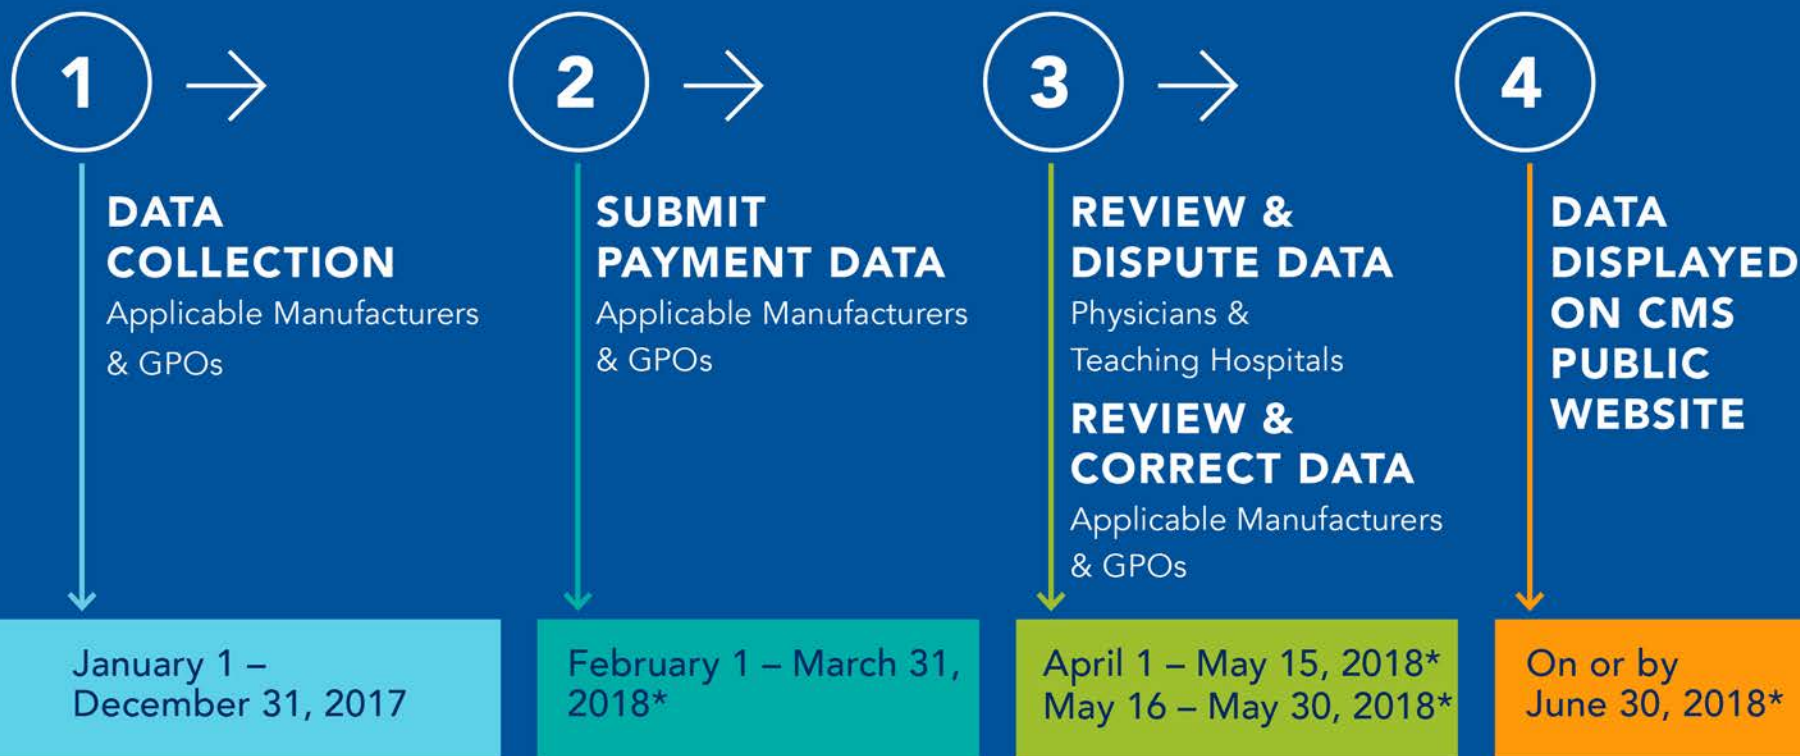 1
DATA
COLLECTION
Applicable Manufacturers
& GPOs
January 1 –
December 31, 2017
2
SUBMIT
PAYMENT DATA
Applicable Manufacturers
& GPOs
February 1 – March 31,
2018*
3
REVIEW &
DISPUTE DATA
Physicians &
Teaching Hospitals
REVIEW &
CORRECT DATA
Applicable Manufacturers
& GPOs
April 1 – May 15, 2018*
May 16 – May 30, 2018*
4
DATA
DISPLAYED
ON CMS
PUBLIC
WEBSITE
On or by
June 30, 2018*